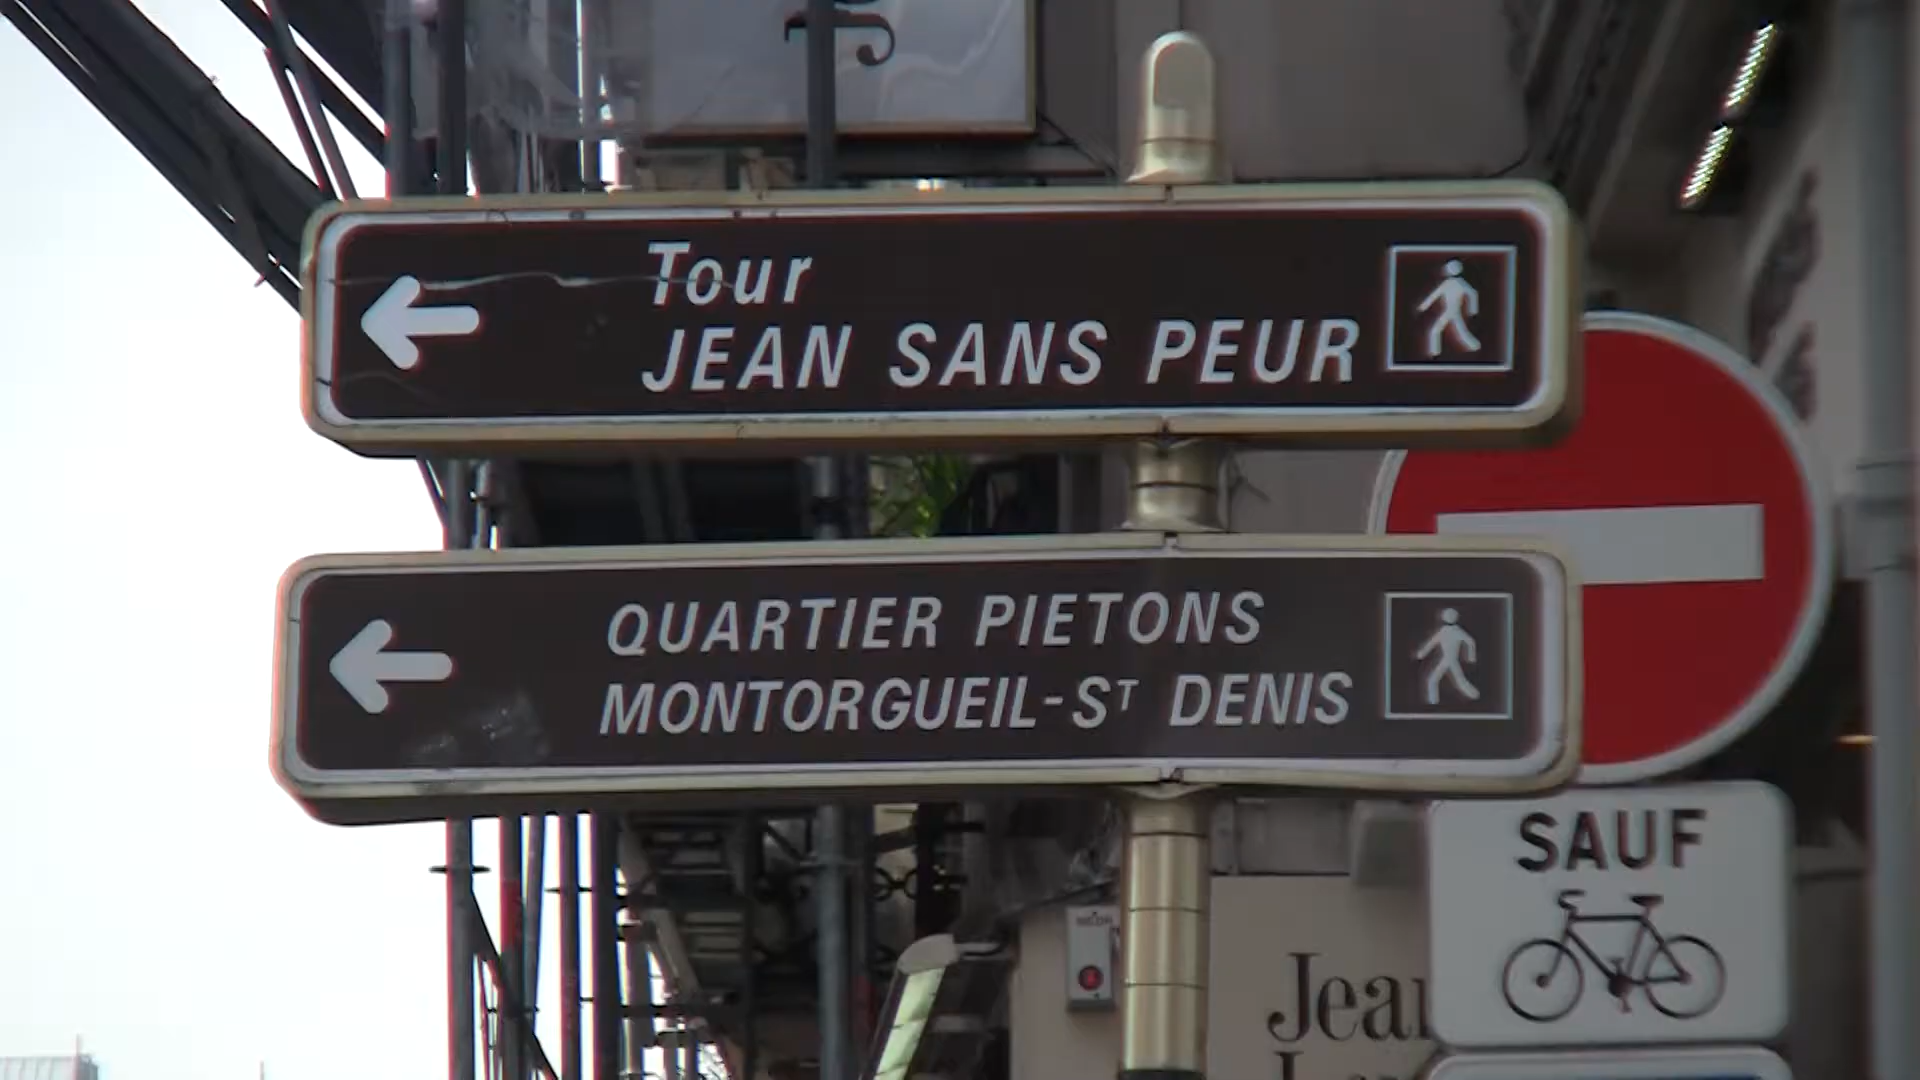 Tour
JEAN SANS PEUR
QUARTIER PIETONS
MONTORGUEIL-ST DENIS
SAUF